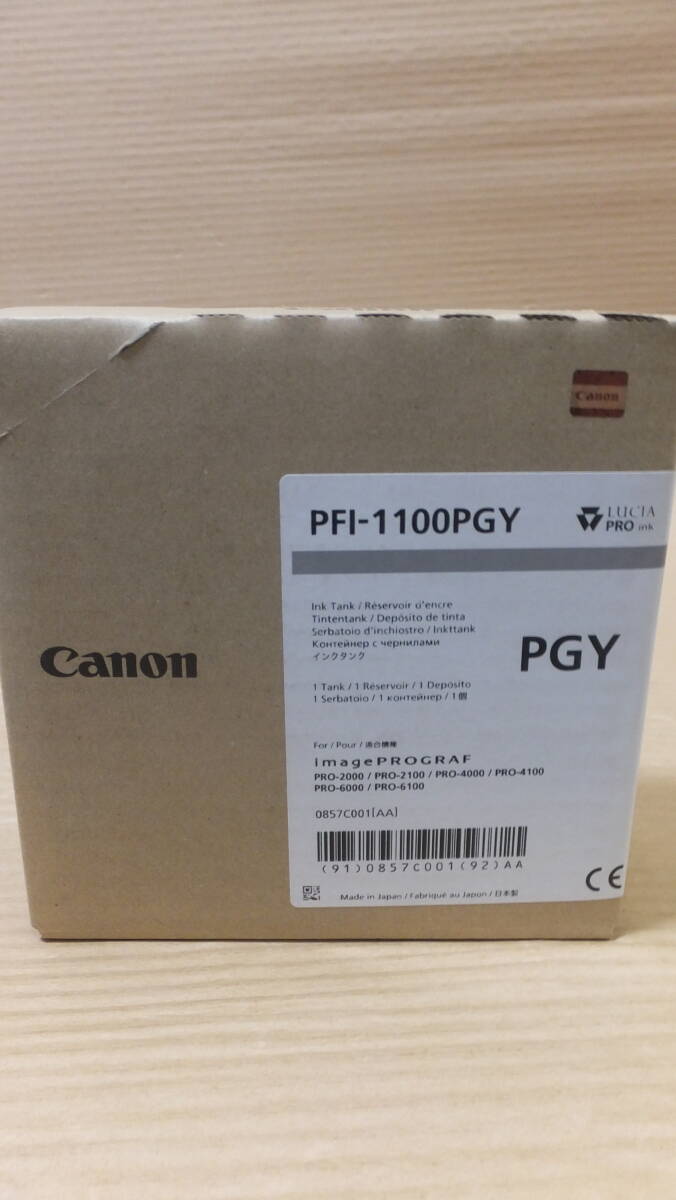 Canon
PFI-1100PGY
LUCIA
PRO ink
Ink Tank / Réservoir d'encre
Tintentank / Depósito de tinta
Serbatoio d'inchiostro / Inkttank
Контейнер с чернилами
インクタンク
PGY
Canon
1 Tank / 1 Réservoir / 1 Depósito
1 Serbatoio / 1 контейнер / 1個
For / Pour / 適合機種
imagePROGRAF
PRO-2000 / PRO-2100 / PRO-4000 / PRO-4100
PRO-6000 / PRO-6100
0857C001[AA]
(91)0857C001(92)AA
CE
Made in Japan / Fabriqué au Japon / 日本製